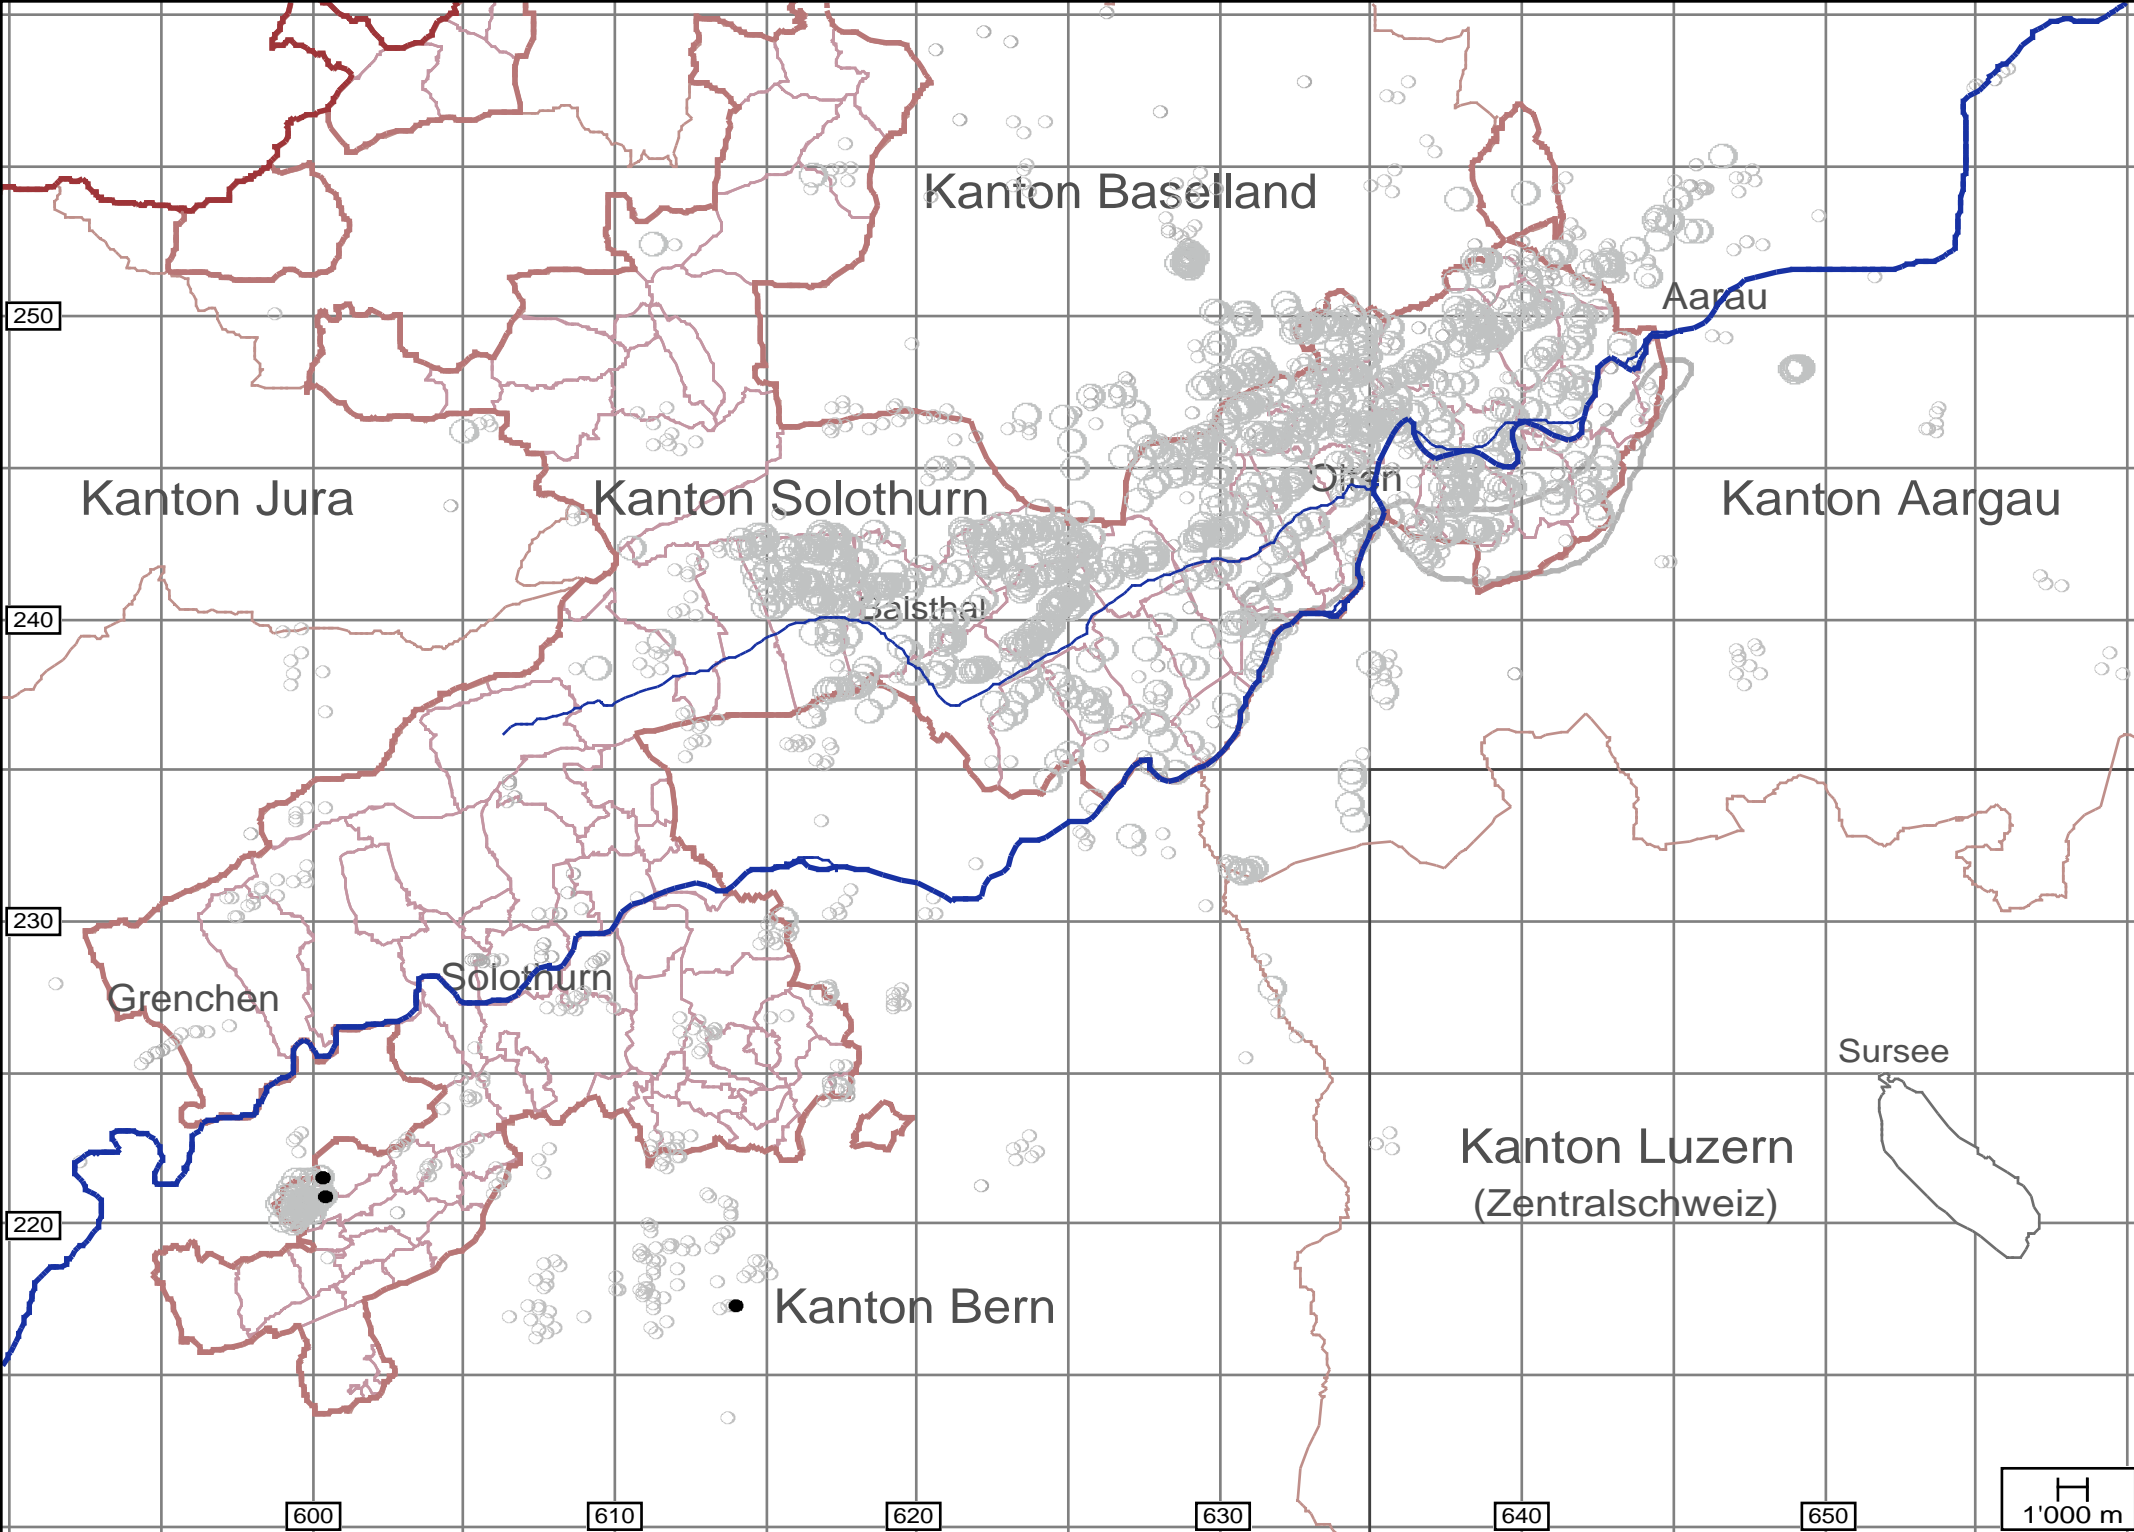 Kanton Baselland
Aarau
250
Olten
Kanton Jura
Kanton Solothurn
Kanton Aargau
Balsthal
240
230
Solothurn
Grenchen
Sursee
Kanton Luzern
(Zentralschweiz)
220
Kanton Bern
600
610
620
630
640
650
1'000 m